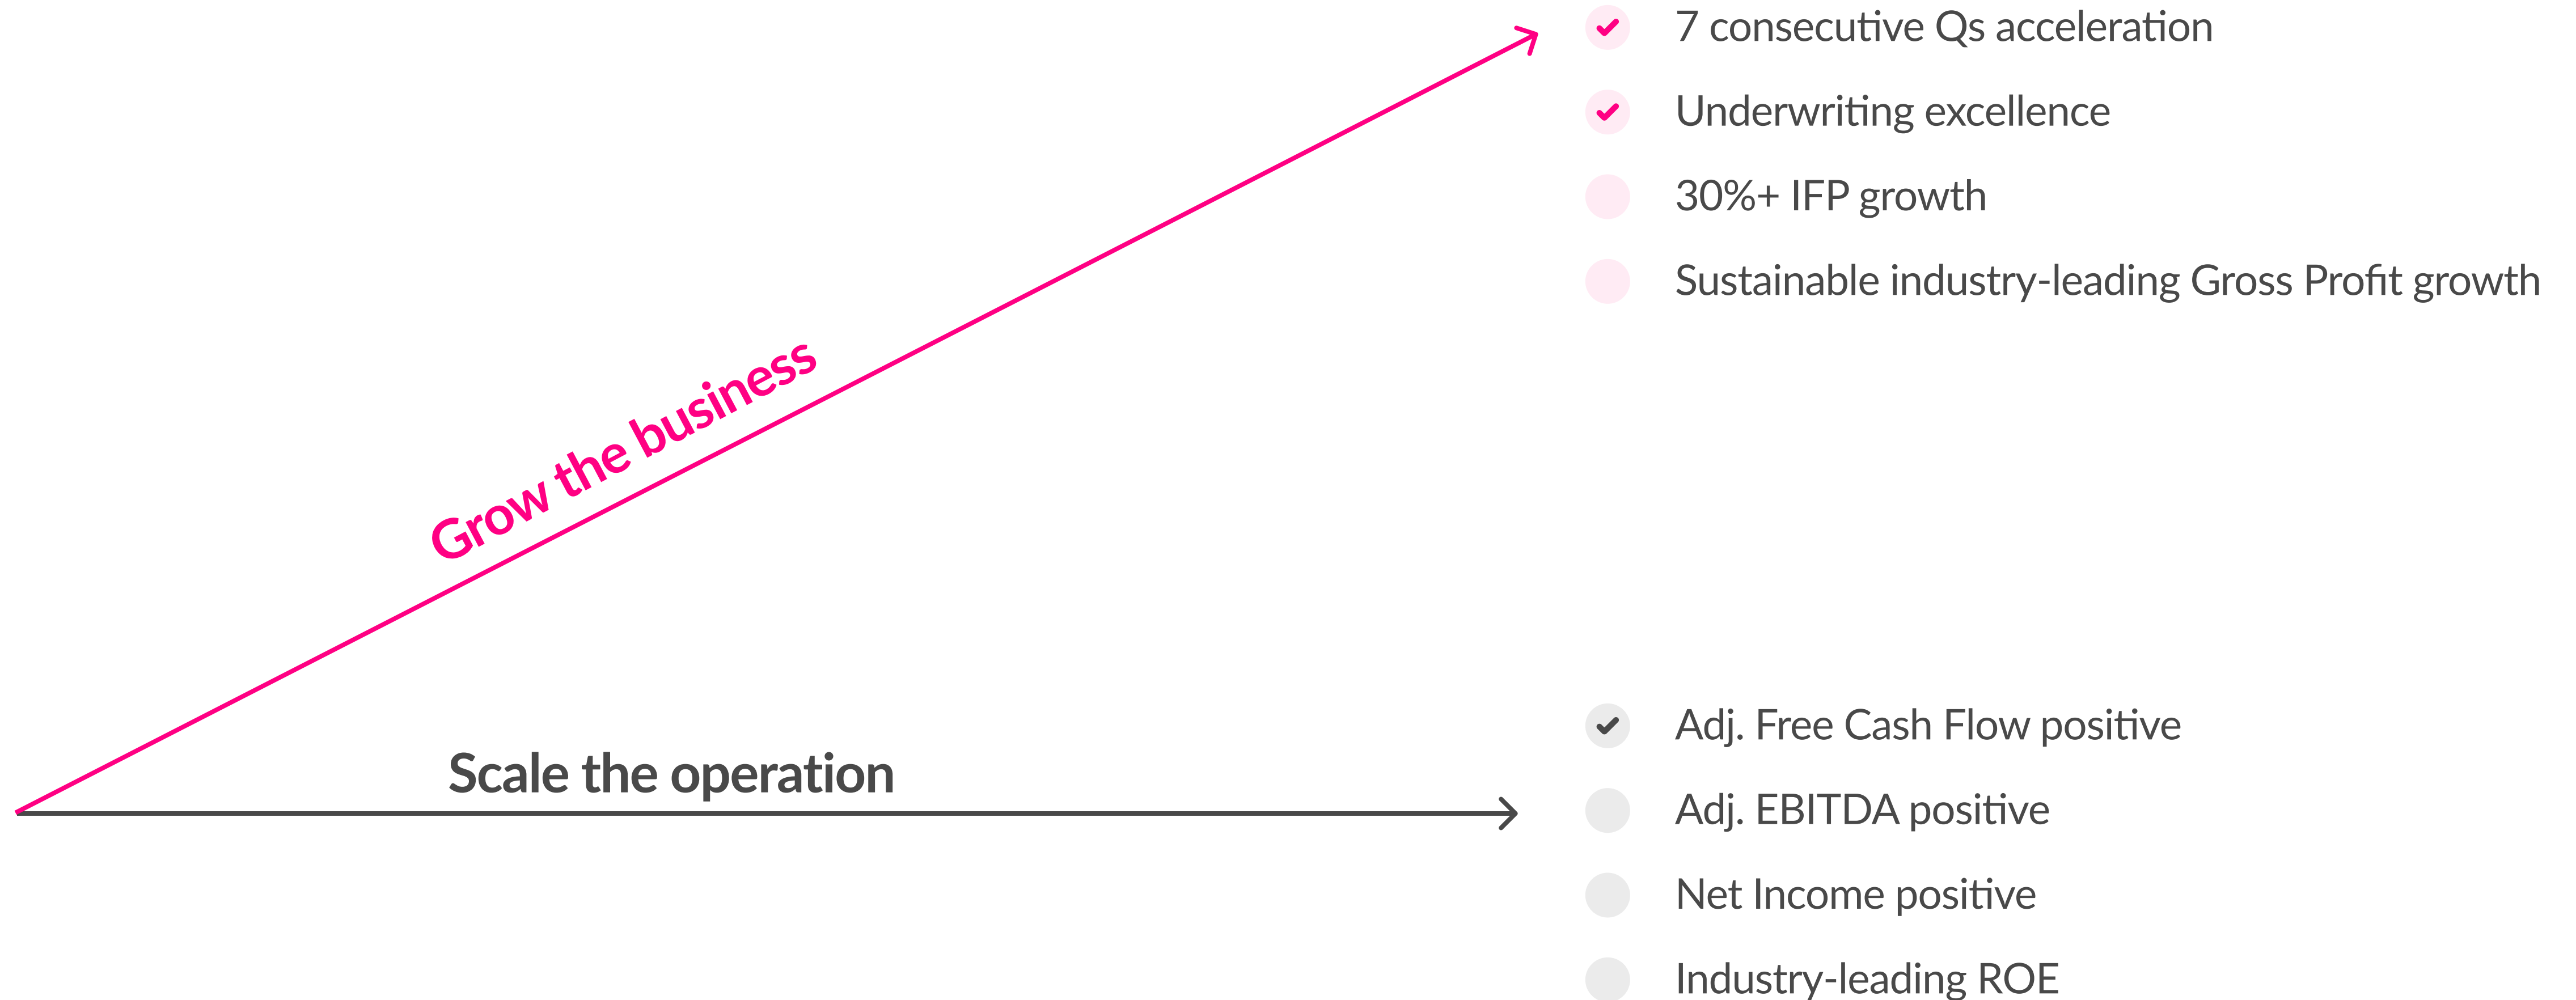 7 consecutive Qs acceleration
Underwriting excellence
30%+ IFP growth
Sustainable industry-leading Gross Profit growth
Grow the business
Scale the operation
Adj. Free Cash Flow positive
Adj. EBITDA positive
Net Income positive
Industry-leading ROE